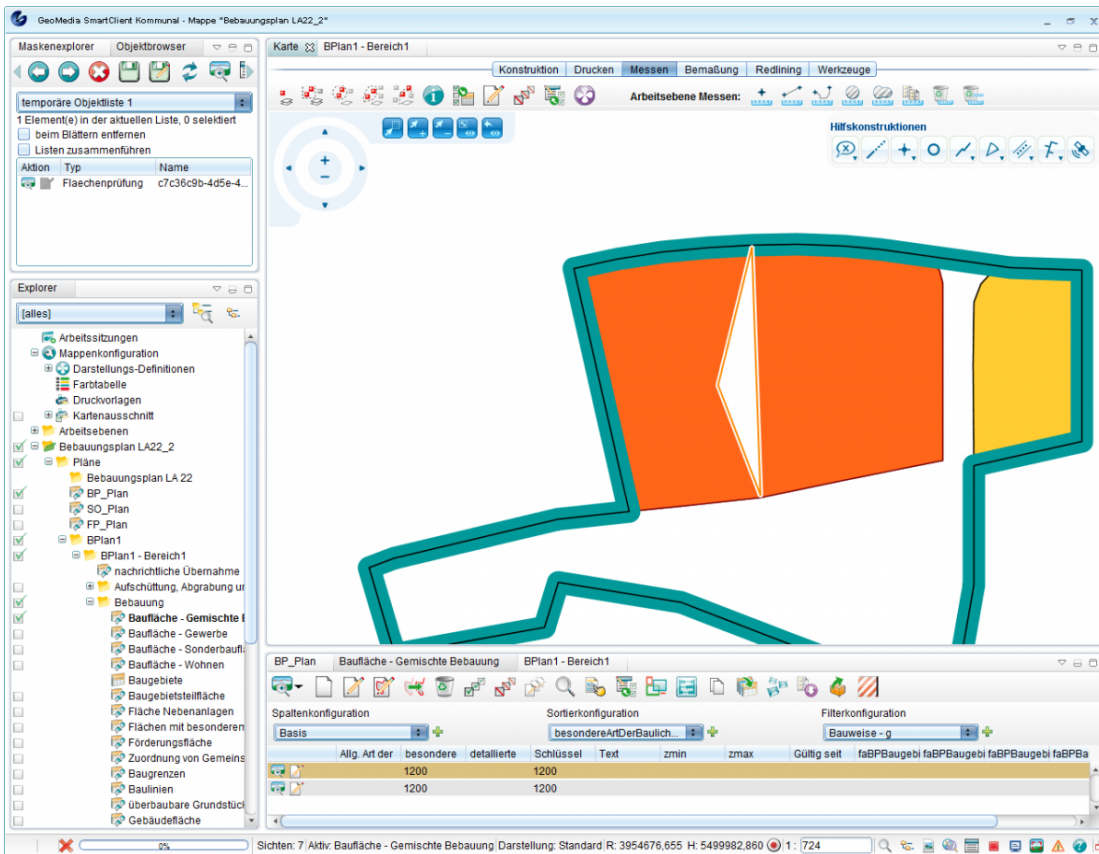 GeoMedia SmartClient Kommunal - Mappe "Bebauungsplan LA22_2"
Maskenexplorer Objektbrowser
temporäre Objektliste 1
1 Element(e) in der aktuellen Liste, 0 selektiert
beim Blättern entfernen
Listen zusammenführen
Aktion Typ Name
Flaechenprüfung c7c36c9b-4d5e-4...
Explorer
[alles]
Arbeitssitzungen
Mappenkonfiguration
Darstellungs-Definitionen
Farbtabelle
Druckvorlagen
Kartenausschnitt
Arbeitsebenen
Bebauungsplan LA22_2
Pläne
Bebauungsplan LA 22
BP_Plan
SO_Plan
FP_Plan
BPlan1
BPlan1 - Bereich1
nachrichtliche Übernahme
Aufschüttung, Abgrabung ur
Bebauung
Baufläche - Gemischte E
Baufläche - Gewerbe
Baufläche - Sonderbaufl
Baufläche - Wohnen
Baugebiete
Baugebietsteilfläche
Fläche Nebenanlagen
Flächen mit besonderem
Förderungsfläche
Zuordnung von Gemeins
Baugrenzen
Baulinien
überbaubare Grundstück
Gebäudefläche
Karte BPlan1 - Bereich1
Konstruktion Drucken Messen Bemaßung Redlining Werkzeuge
Arbeitsebene Messen:
Hilfskonstruktionen
BP_Plan Baufläche - Gemischte Bebauung BPlan1 - Bereich1
Spaltenkonfiguration Sortierkonfiguration Filterkonfiguration
Basis besondereArtDerBaulich... Bauweise - g
Allg. Art der besondere detallierte Schlüssel Text zmin zmax Gültig seit faBPBaugebi faBPBaugebi faBPBaugebi faBPBa
1200 1200
1200 1200
0% Sichten: 7 Aktiv: Baufläche - Gemischte Bebauung Darstellung: Standard R: 3954676,655 H: 5499982,860 1 : 724